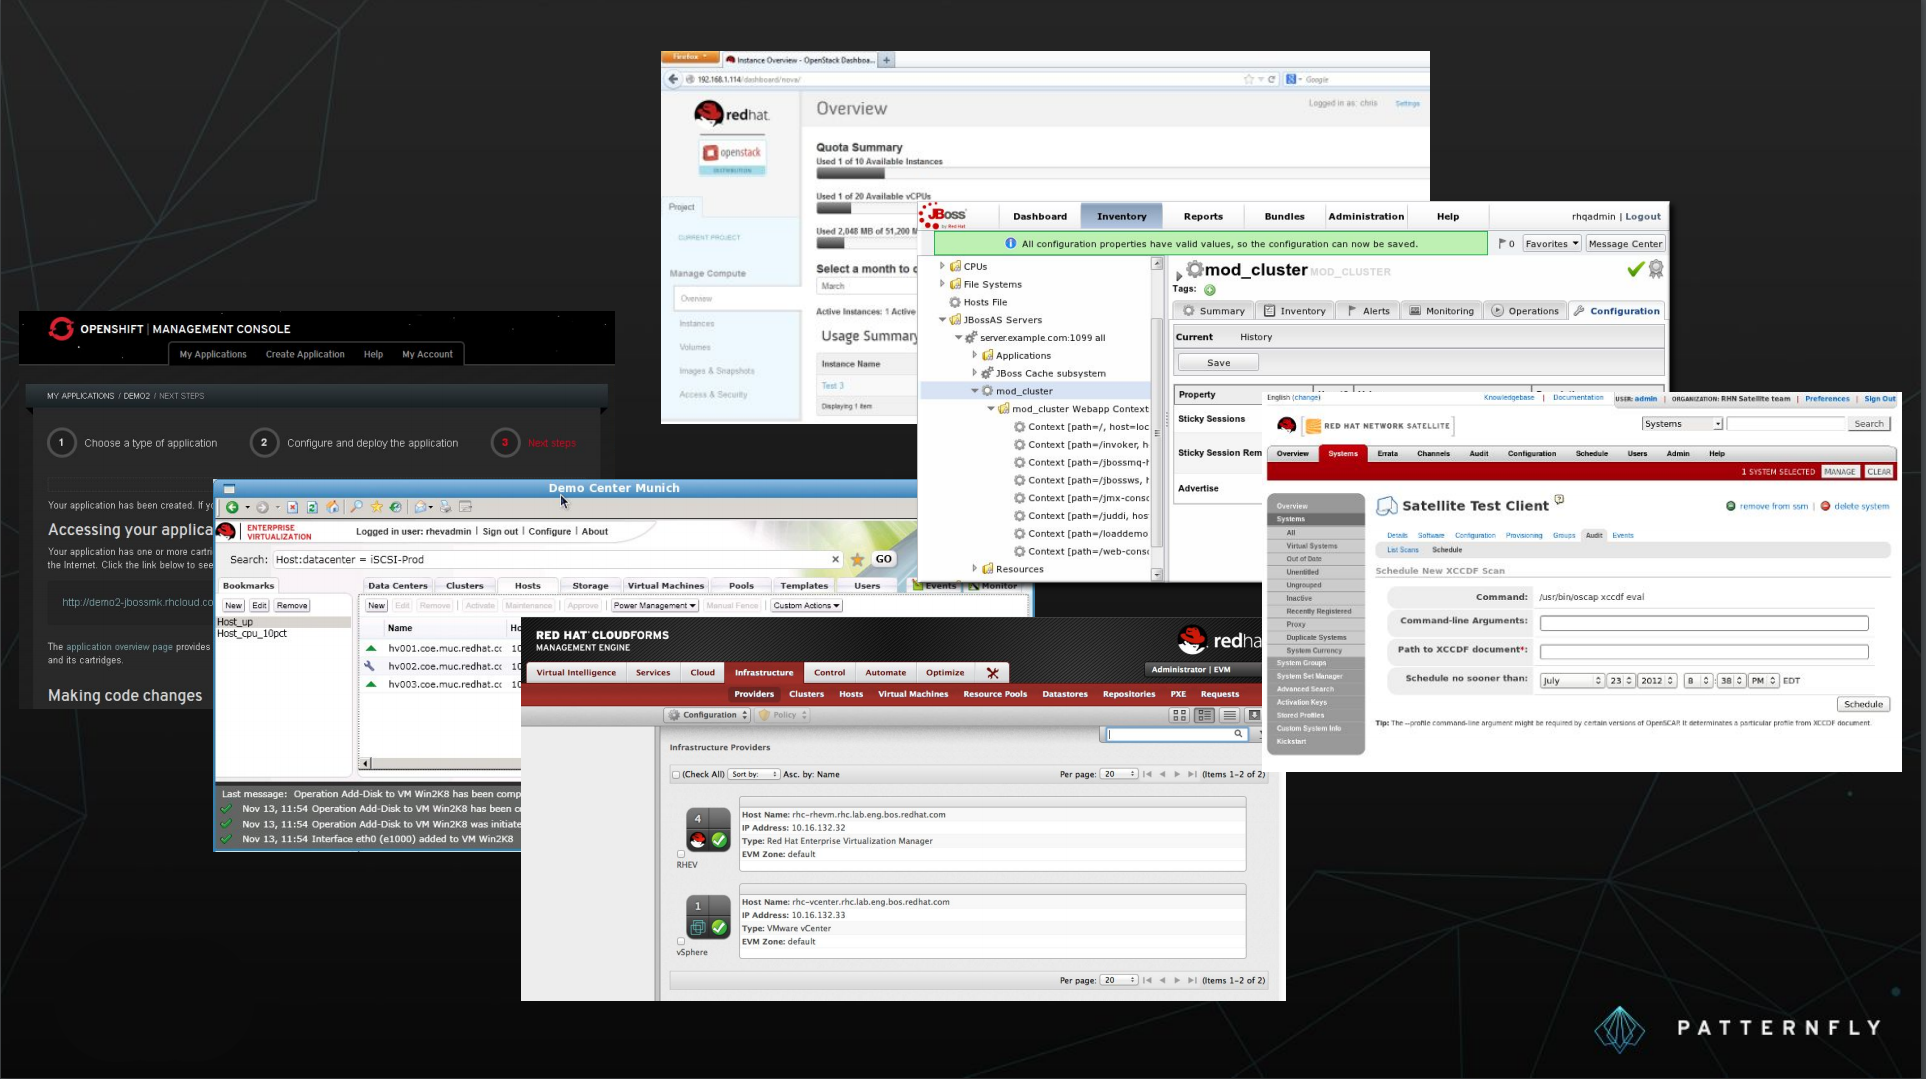 Firefox
Instance Overview - OpenStack Dashboa...
192.168.1.114/dashboard/nova/
Google
redhat.
openstack
DISTRIBUTION
Project
CURRENT PROJECT
Manage Compute
Overview
Instances
Volumes
Images & Snapshots
Access & Security
Overview
Logged in as: chris
Settings
Quota Summary
Used 1 of 10 Available Instances
Used 1 of 20 Available vCPUs
Used 2,048 MB of 51,200 M
Select a month to
March
Active Instances: 1 Active
Usage Summary
Instance Name
Test 3
Displaying 1 item
JBoss
by Red Hat
Dashboard
Inventory
Reports
Bundles
Administration
Help
rhqadmin | Logout
All configuration properties have valid values, so the configuration can now be saved.
0
Favorites
Message Center
CPUs
File Systems
Hosts File
JBossAS Servers
server.example.com:1099 all
Applications
JBoss Cache subsystem
mod_cluster
mod_cluster Webapp Context
Context [path=/, host=loc
Context [path=/invoker, h
Context [path=/jbossmq-h
Context [path=/jbossws, h
Context [path=/jmx-consc
Context [path=/juddi, hos
Context [path=/loaddemo
Context [path=/web-consc
Resources
mod_cluster MOD_CLUSTER
Tags:
Summary
Inventory
Alerts
Monitoring
Operations
Configuration
Current
History
Save
Property
Sticky Sessions
Sticky Session Rem
Advertise
OPENSHIFT | MANAGEMENT CONSOLE
My Applications
Create Application
Help
My Account
MY APPLICATIONS / DEMO2 / NEXT STEPS
1 Choose a type of application
2 Configure and deploy the application
3 Next steps
Your application has been created. If yo
Accessing your applica
Your application has one or more cartri
the Internet. Click the link below to see
http://demo2-jbossmk.rhcloud.co
The application overview page provides
and its cartridges.
Making code changes
Demo Center Munich
ENTERPRISE
VIRTUALIZATION
Logged in user: rhevadmin | Sign out | Configure | About
Search: Host:datacenter = iSCSI-Prod
GO
Bookmarks
New
Edit
Remove
Host_up
Host_cpu_10pct
Data Centers
Clusters
Hosts
Storage
Virtual Machines
Pools
Templates
Users
Events
Monitor
New
Edit
Remove
Activate
Maintenance
Approve
Power Management
Manual Fence
Custom Actions
Name
Ho
hv001.coe.muc.redhat.cc 10
hv002.coe.muc.redhat.cc 10
hv003.coe.muc.redhat.cc 10
Last message: Operation Add-Disk to VM Win2K8 has been comp
Nov 13, 11:54 Operation Add-Disk to VM Win2K8 has been c
Nov 13, 11:54 Operation Add-Disk to VM Win2K8 was initiate
Nov 13, 11:54 Interface eth0 (e1000) added to VM Win2K8
RED HAT CLOUDFORMS
MANAGEMENT ENGINE
redha
Virtual Intelligence
Services
Cloud
Infrastructure
Control
Automate
Optimize
Administrator | EVM
Providers
Clusters
Hosts
Virtual Machines
Resource Pools
Datastores
Repositories
PXE
Requests
Configuration
Policy
Infrastructure Providers
(Check All)
Sort by:
Asc. by: Name
Per page: 20
(Items 1-2 of 2)
4
RHEV
Host Name: rhc-rhevm.rhc.lab.eng.bos.redhat.com
IP Address: 10.16.132.32
Type: Red Hat Enterprise Virtualization Manager
EVM Zone: default
1
vSphere
Host Name: rhc-vcenter.rhc.lab.eng.bos.redhat.com
IP Address: 10.16.132.33
Type: VMware vCenter
EVM Zone: default
Per page: 20
(Items 1-2 of 2)
English (change)
Knowledgebase | Documentation
USER: admin | ORGANIZATION: RHN Satellite team | Preferences | Sign Out
RED HAT NETWORK SATELLITE
Systems
Search
Overview
Systems
Errata
Channels
Audit
Configuration
Schedule
Users
Admin
Help
1 SYSTEM SELECTED
MANAGE
CLEAR
Overview
Systems
All
Virtual Systems
Out of Date
Unentitled
Ungrouped
Inactive
Recently Registered
Proxy
Duplicate Systems
System Currency
System Groups
System Set Manager
Advanced Search
Activation Keys
Stored Profiles
Custom System Info
Kickstart
Satellite Test Client
remove from ssm | delete system
Details
Software
Configuration
Provisioning
Groups
Audit
Events
List Scans
Schedule
Schedule New XCCDF Scan
Command: /usr/bin/oscap xccdf eval
Command-line Arguments:
Path to XCCDF document*:
Schedule no sooner than: July 23 2012 8 : 38 PM EDT
Schedule
Tip: The --profile command-line argument might be required by certain versions of OpenSCAP. It determinates a particular profile from XCCDF document.
PATTERNFLY